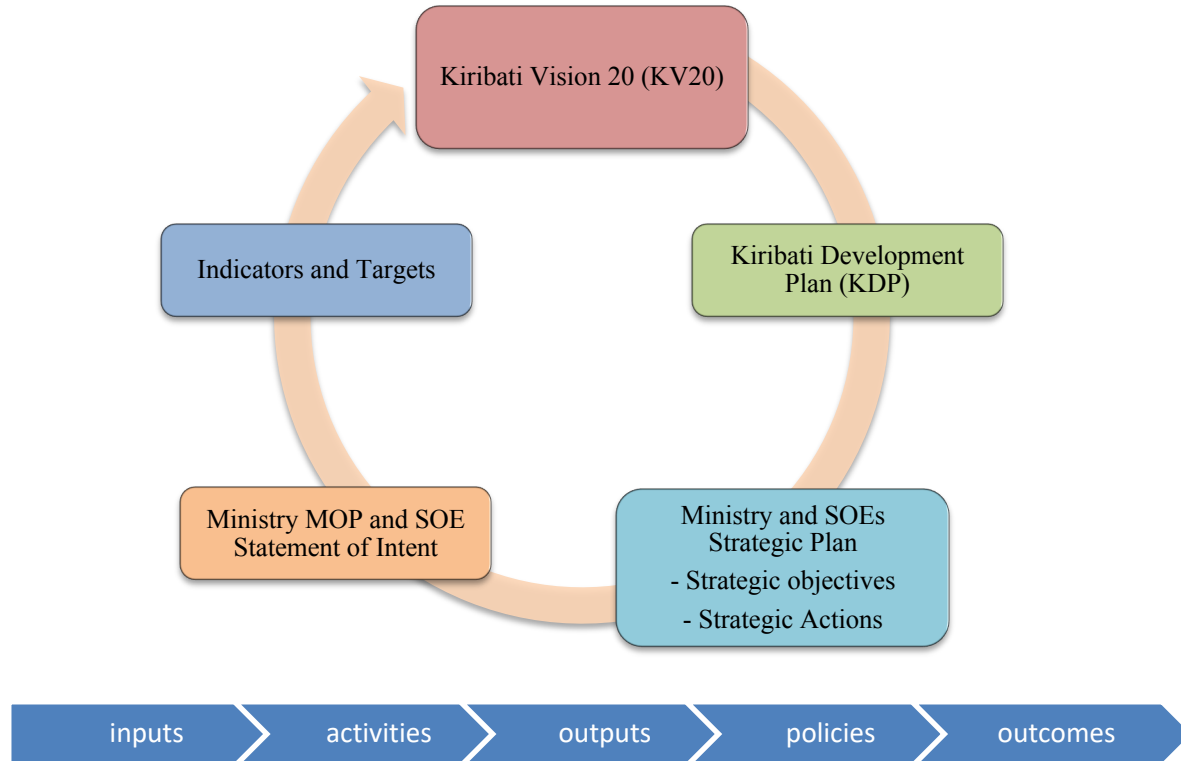 Kiribati Vision 20 (KV20)
Indicators and Targets
Kiribati Development
Plan (KDP)
Ministry MOP and SOE
Statement of Intent
Ministry and SOEs
Strategic Plan
- Strategic objectives
- Strategic Actions
inputs
activities
outputs
policies
outcomes